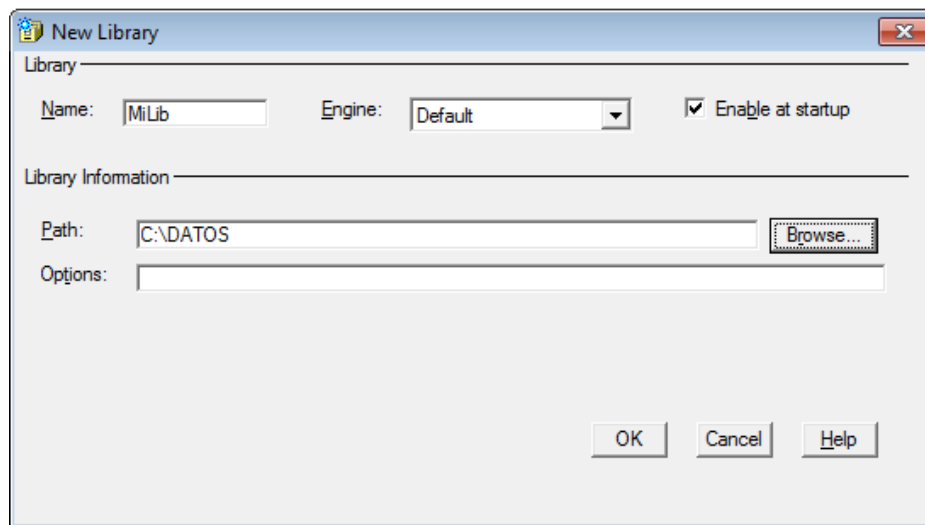 New Library
Library
Name: MiLib Engine: Default Enable at startup
Library Information
Path: C:\DATOS Browse...
Options:
OK Cancel Help